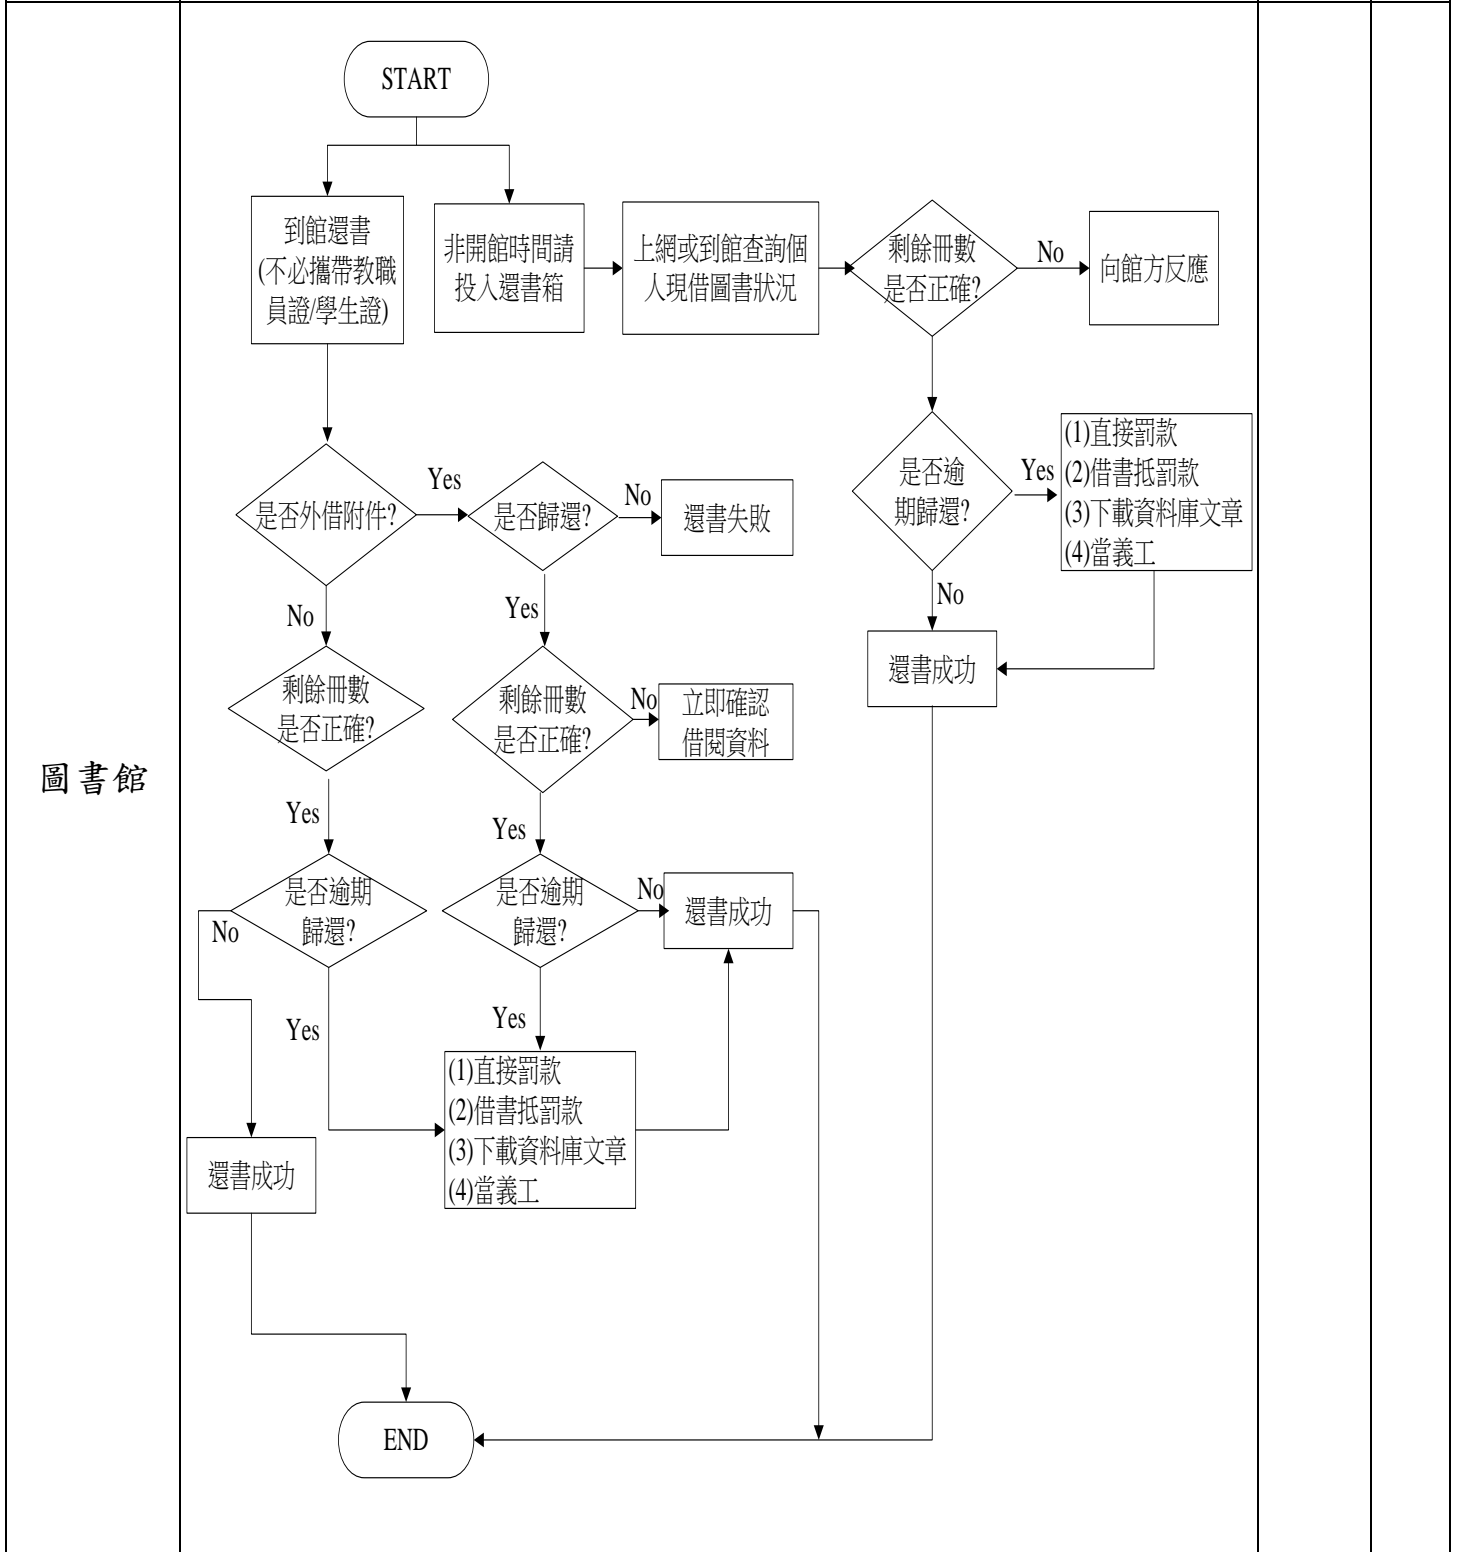 圖書館
START
到館還書
(不必攜帶教職
員證/學生證)
非開館時間請
投入還書箱
上網或到館查詢個
人現借圖書狀況
剩餘冊數
是否正確?
No
向館方反應
是否逾
期歸還?
Yes
(1)直接罰款
(2)借書抵罰款
(3)下載資料庫文章
(4)當義工
No
還書成功
是否外借附件?
Yes
是否歸還?
No
還書失敗
No
Yes
剩餘冊數
是否正確?
剩餘冊數
是否正確?
No
立即確認
借閱資料
Yes
Yes
是否逾期
歸還?
是否逾期
歸還?
No
還書成功
No
Yes
Yes
(1)直接罰款
(2)借書抵罰款
(3)下載資料庫文章
(4)當義工
還書成功
END